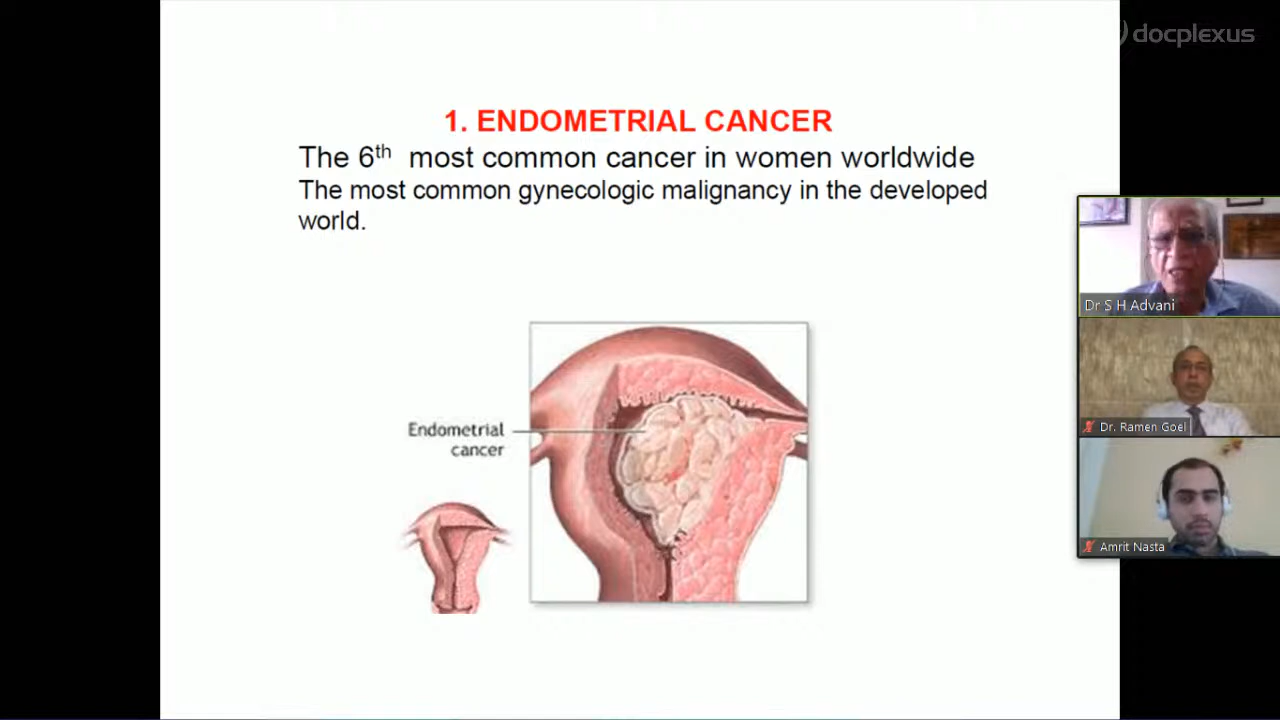 docplexus
1. ENDOMETRIAL CANCER
The 6th most common cancer in women worldwide
The most common gynecologic malignancy in the developed
world.
Endometrial
cancer
Dr S H Advani
Dr. Ramen Goel
Amrit Nasta